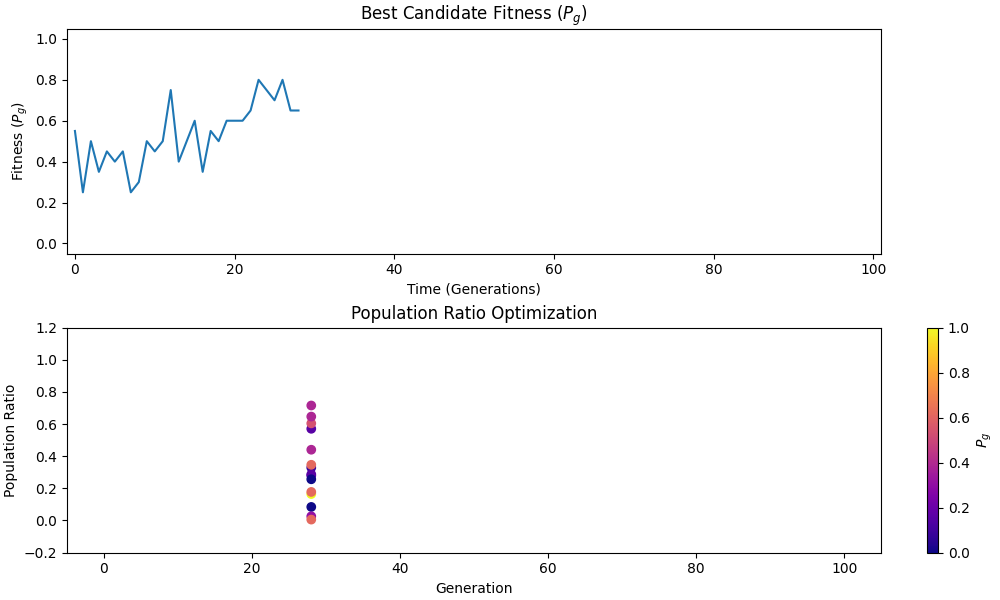 Best Candidate Fitness (P_g)
Fitness (P_g)
1.0
0.8
0.6
0.4
0.2
0.0
0 20 40 60 80 100
Time (Generations)
Population Ratio Optimization
Population Ratio
1.2
1.0
0.8
0.6
0.4
0.2
0.0
−0.2
0 20 40 60 80 100
Generation
1.0
0.8
0.6
0.4
0.2
0.0
P_g